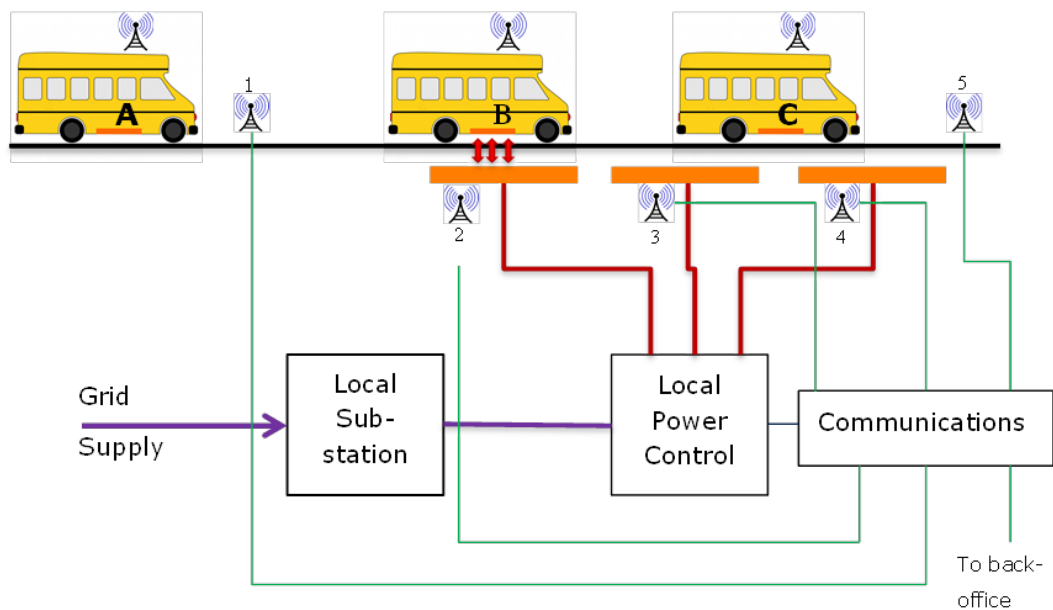 1
5
A
B
C
2
3
4
Grid
Supply
Local
Sub-
station
Local
Power
Control
Communications
To back-
office